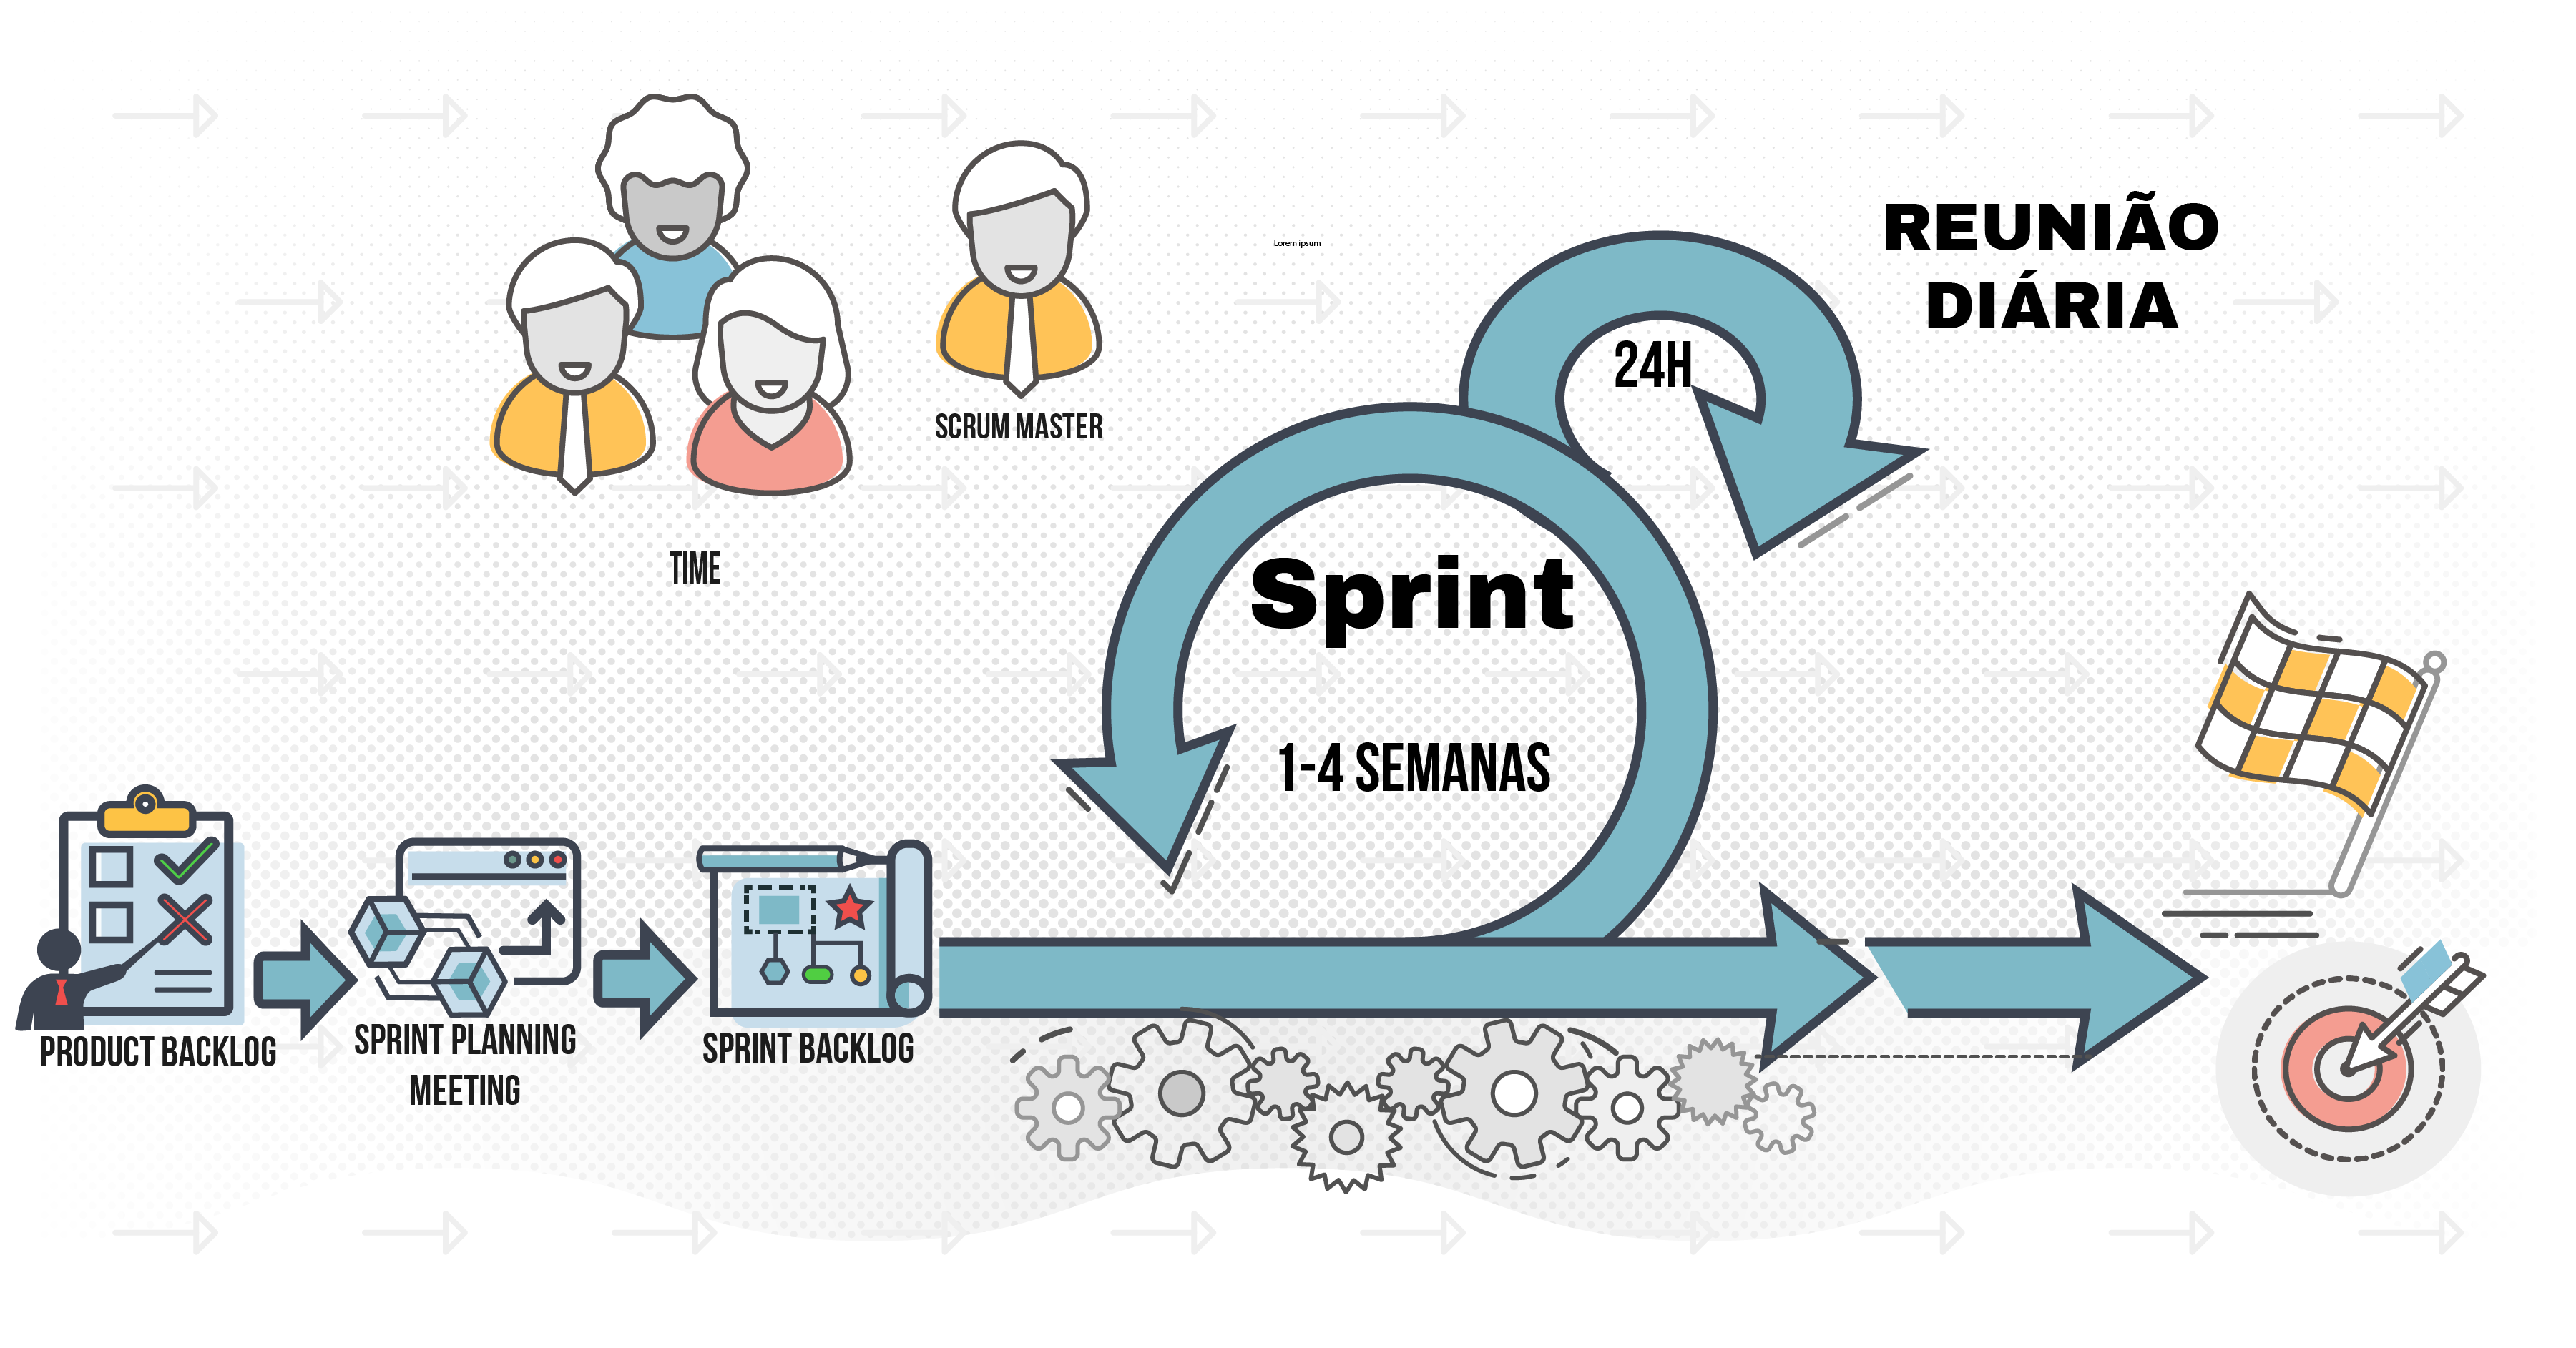 Lorem ipsum
REUNIÃO
DIÁRIA
24H
SCRUM MASTER
TIME
Sprint
1-4 SEMANAS
PRODUCT BACKLOG
SPRINT PLANNING
MEETING
SPRINT BACKLOG